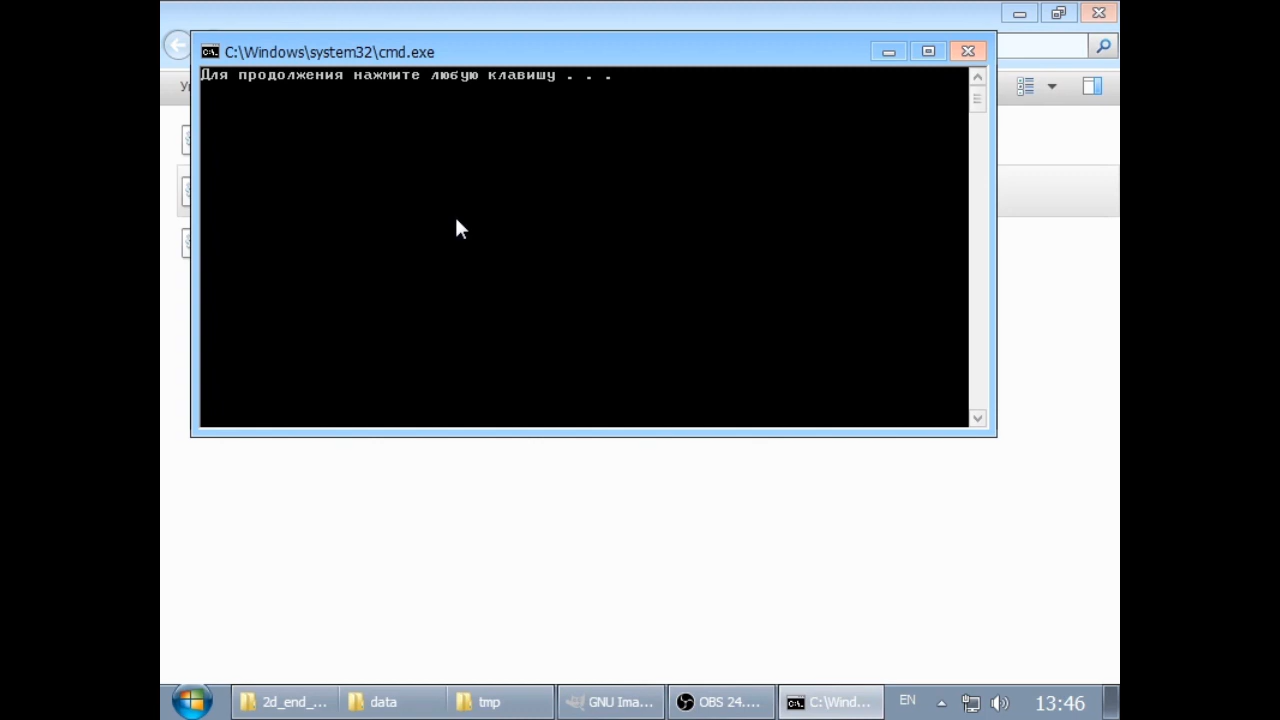 C:\Windows\system32\cmd.exe
Для продолжения нажмите любую клавишу . . .
2d_end_...
data
tmp
GNU Ima...
OBS 24....
C:\Wind...
EN
13:46